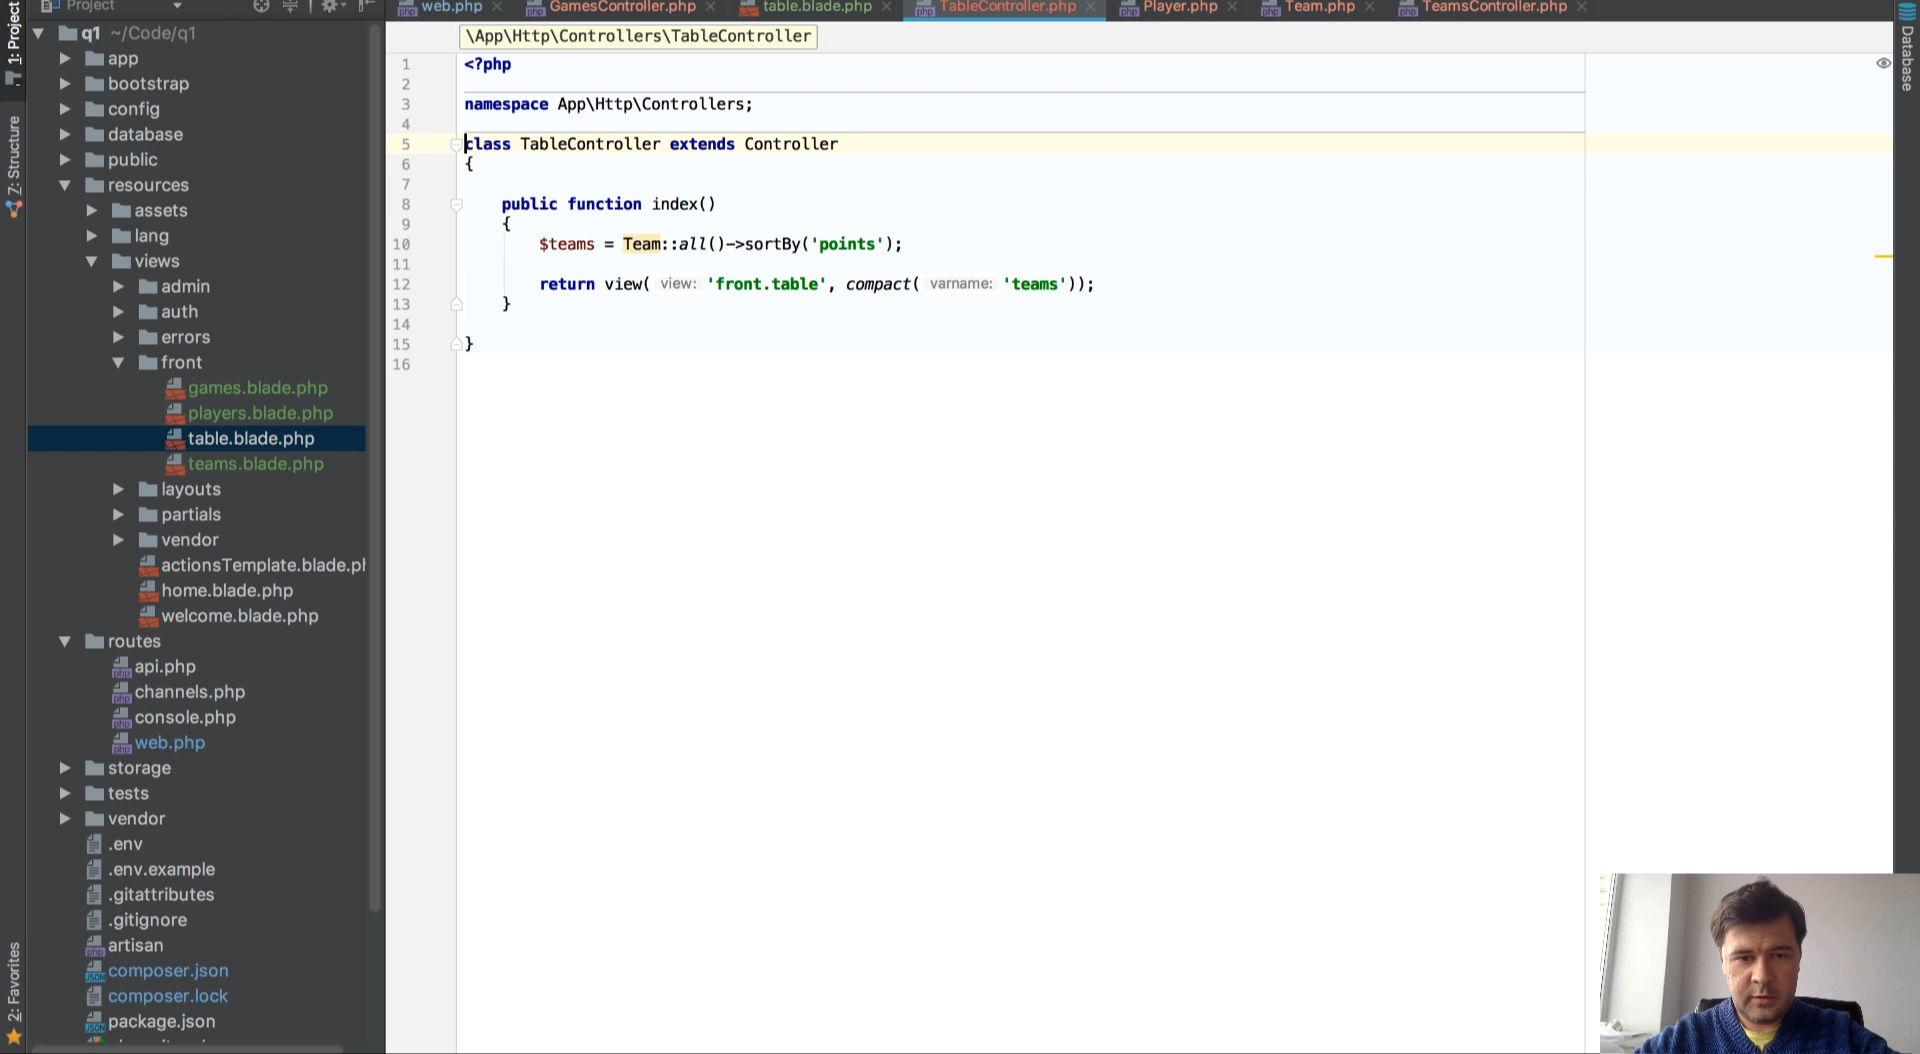 Project
web.php
GamesController.php
table.blade.php
TableController.php
Player.php
Team.php
TeamsController.php
1: Project
7: Structure
2: Favorites
Database
q1 ~/Code/q1
app
bootstrap
config
database
public
resources
assets
lang
views
admin
auth
errors
front
games.blade.php
players.blade.php
table.blade.php
teams.blade.php
layouts
partials
vendor
actionsTemplate.blade.ph
home.blade.php
welcome.blade.php
routes
api.php
channels.php
console.php
web.php
storage
tests
vendor
.env
.env.example
.gitattributes
.gitignore
artisan
composer.json
composer.lock
package.json
\App\Http\Controllers\TableController
1 <?php
2
3 namespace App\Http\Controllers;
4
5 class TableController extends Controller
6 {
7
8 public function index()
9 {
10 $teams = Team::all()->sortBy('points');
11
12 return view( view: 'front.table', compact( varname: 'teams'));
13 }
14
15 }
16